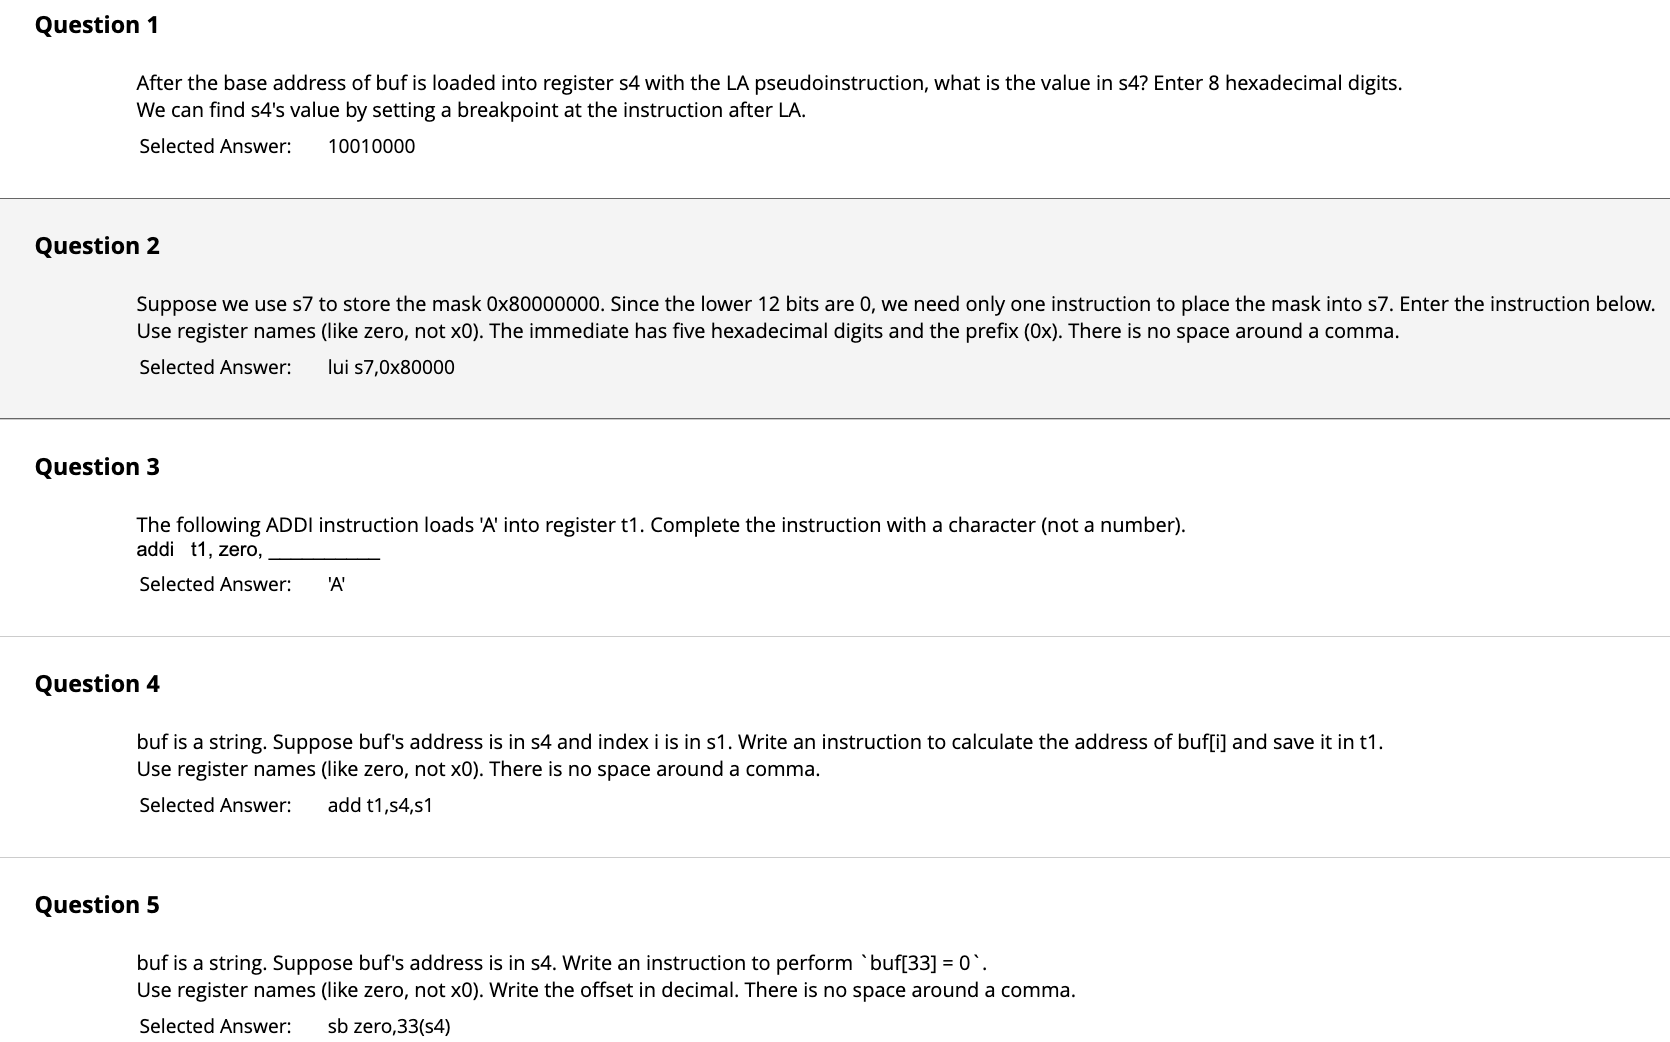 Question 1
After the base address of buf is loaded into register s4 with the LA pseudoinstruction, what is the value in s4? Enter 8 hexadecimal digits.
We can find s4's value by setting a breakpoint at the instruction after LA.
Selected Answer: 10010000
Question 2
Suppose we use s7 to store the mask 0x80000000. Since the lower 12 bits are 0, we need only one instruction to place the mask into s7. Enter the instruction below.
Use register names (like zero, not x0). The immediate has five hexadecimal digits and the prefix (0x). There is no space around a comma.
Selected Answer: lui s7,0x80000
Question 3
The following ADDI instruction loads 'A' into register t1. Complete the instruction with a character (not a number).
addi t1, zero, __________
Selected Answer: 'A'
Question 4
buf is a string. Suppose buf's address is in s4 and index i is in s1. Write an instruction to calculate the address of buf[i] and save it in t1.
Use register names (like zero, not x0). There is no space around a comma.
Selected Answer: add t1,s4,s1
Question 5
buf is a string. Suppose buf's address is in s4. Write an instruction to perform `buf[33] = 0`.
Use register names (like zero, not x0). Write the offset in decimal. There is no space around a comma.
Selected Answer: sb zero,33(s4)